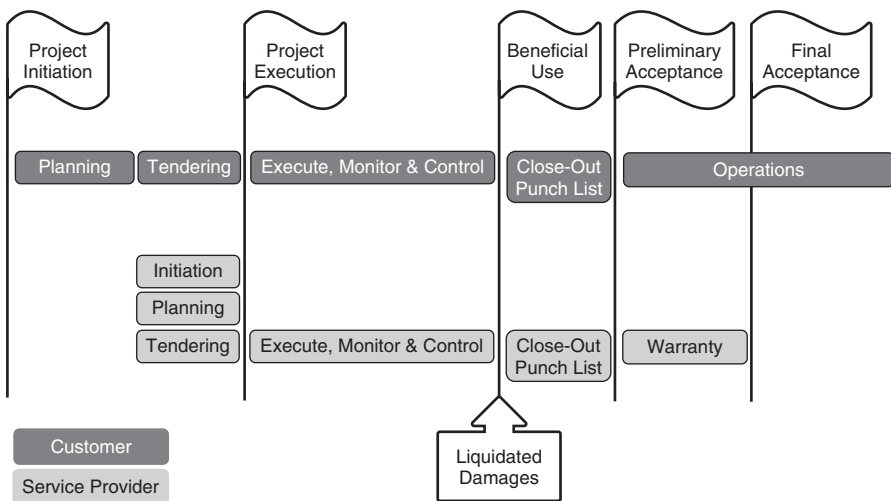 Project
Initiation
Project
Execution
Beneficial
Use
Preliminary
Acceptance
Final
Acceptance
Planning
Tendering
Execute, Monitor & Control
Close-Out
Punch List
Operations
Initiation
Planning
Tendering
Execute, Monitor & Control
Close-Out
Punch List
Warranty
Customer
Service Provider
Liquidated
Damages